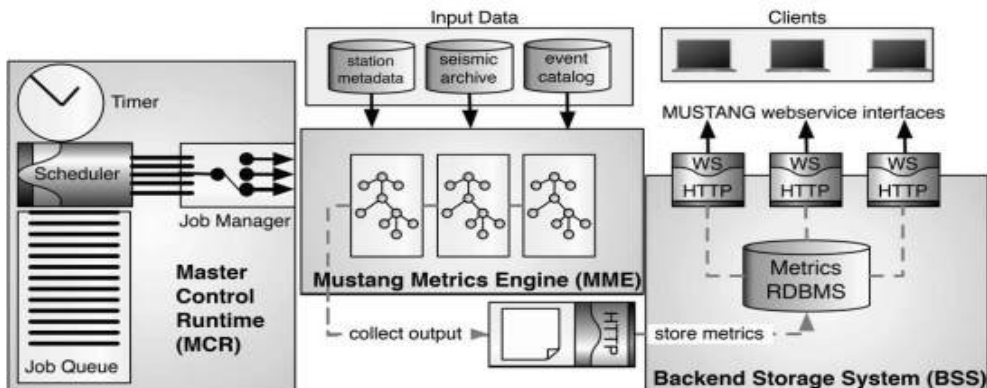 Input Data
Clients
station
metadata
seismic
archive
event
catalog
Timer
MUSTANG webservice interfaces
Scheduler
Job Manager
WS
HTTP
WS
HTTP
WS
HTTP
Master
Control
Runtime
(MCR)
Job Queue
Mustang Metrics Engine (MME)
Metrics
RDBMS
collect output
HTTP
store metrics
Backend Storage System (BSS)